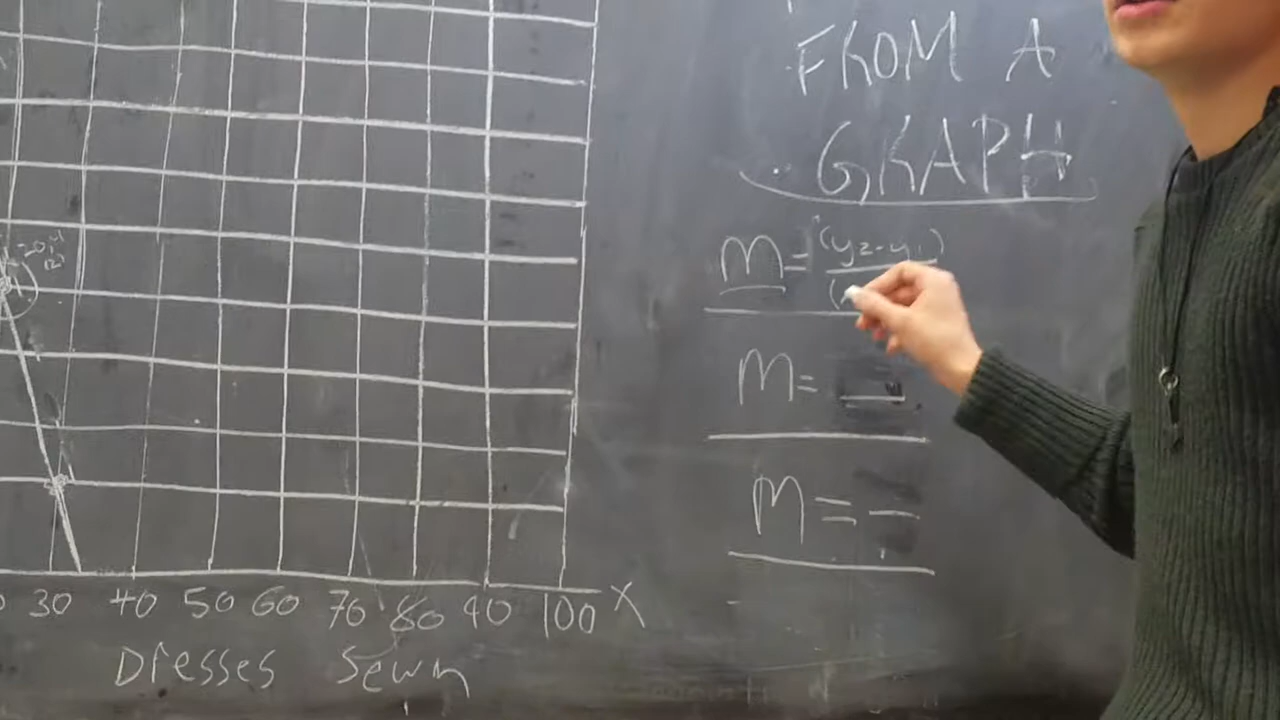 FROM A
GRAPH
m = (y2-y1)
(
m =
m =
30 40 50 60 70 80 90 100 X
Dresses Sewn